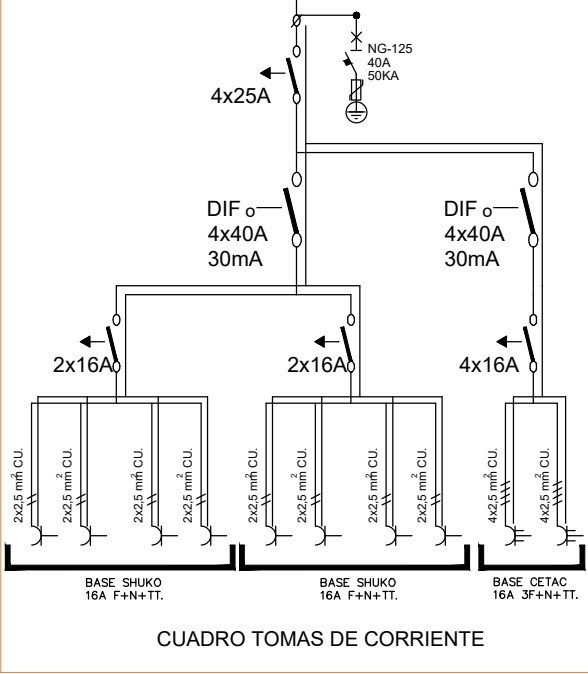 NG-125
40A
50KA
4x25A
DIF
4x40A
30mA
DIF
4x40A
30mA
2x16A
2x16A
4x16A
2x2,5 mm² CU.
2x2,5 mm² CU.
2x2,5 mm² CU.
2x2,5 mm² CU.
2x2,5 mm² CU.
2x2,5 mm² CU.
2x2,5 mm² CU.
2x2,5 mm² CU.
4x2,5 mm² CU.
4x2,5 mm² CU.
BASE SHUKO
16A F+N+TT.
BASE SHUKO
16A F+N+TT.
BASE CETAC
16A 3F+N+TT.
CUADRO TOMAS DE CORRIENTE